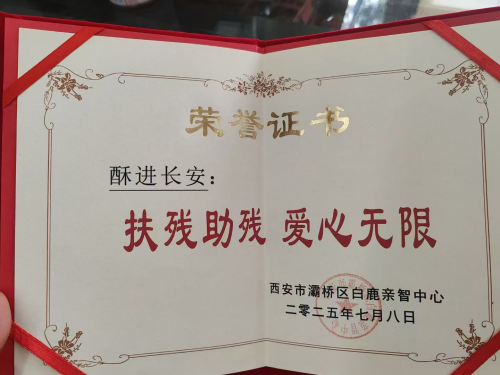 荣誉证书
酥进长安：
扶残助残 爱心无限
西安市灞桥区白鹿亲智中心
二零二五年七月八日